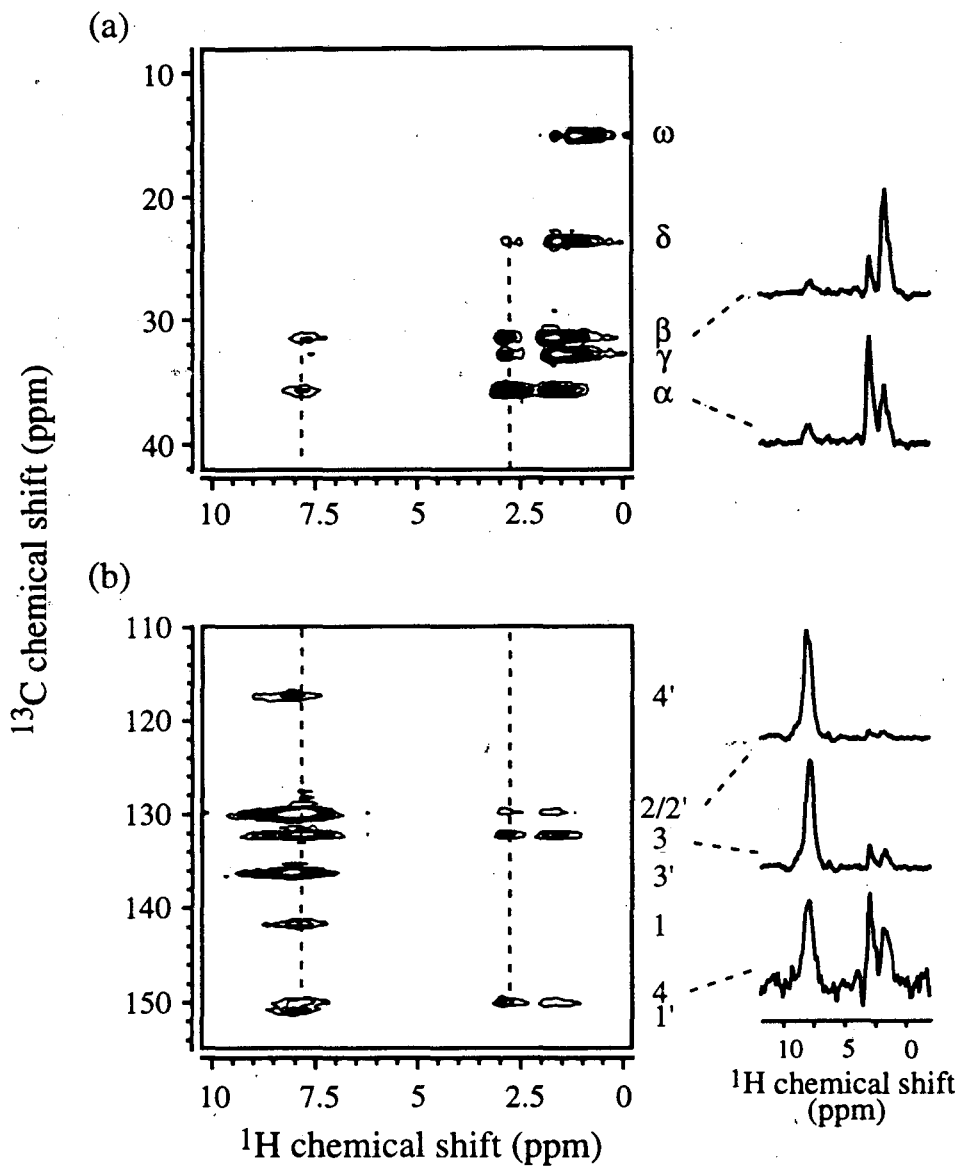 (a)
10
20
30
40
ω
δ
β
γ
α
10 7.5 2.5 0
13C chemical shift (ppm)
(b)
110
120
130
140
150
4'
2/2'
3
3'
1
4
1'
10 7.5 2.5 0
1H chemical shift (ppm)
10 5 0
1H chemical shift
(ppm)